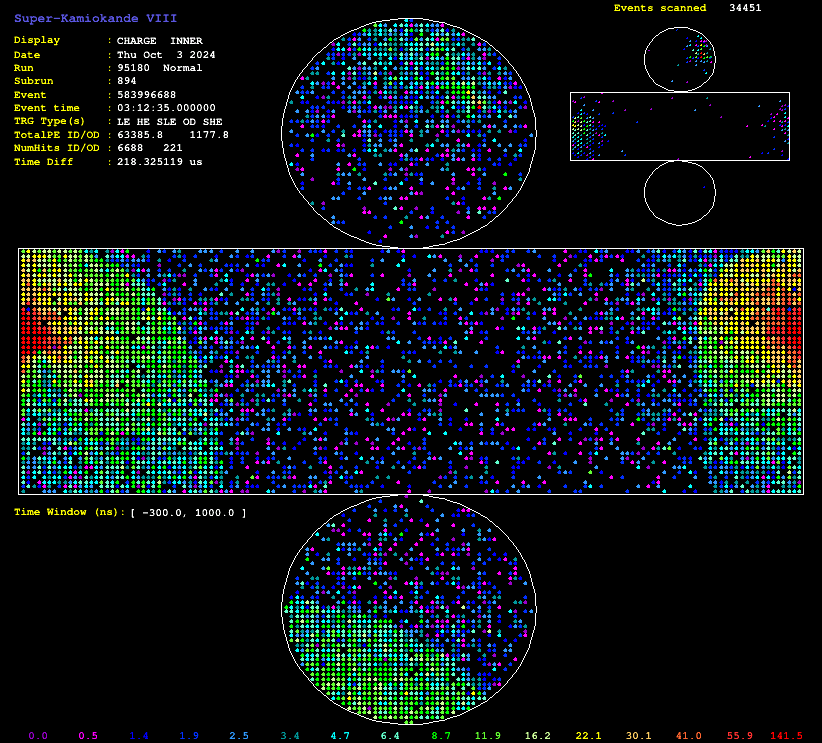 Super-Kamiokande VIII
Events scanned 34451
Display : CHARGE INNER
Date : Thu Oct 3 2024
Run : 95180 Normal
Subrun : 894
Event : 583996688
Event time : 03:12:35.000000
TRG Type(s) : LE HE SLE OD SHE
TotalPE ID/OD : 63385.8 1177.8
NumHits ID/OD : 6688 221
Time Diff : 218.325119 us
Time Window (ns): [ -300.0, 1000.0 ]
0.0 0.5 1.4 1.9 2.5 3.4 4.7 6.4 8.7 11.9 16.2 22.1 30.1 41.0 55.9 141.5